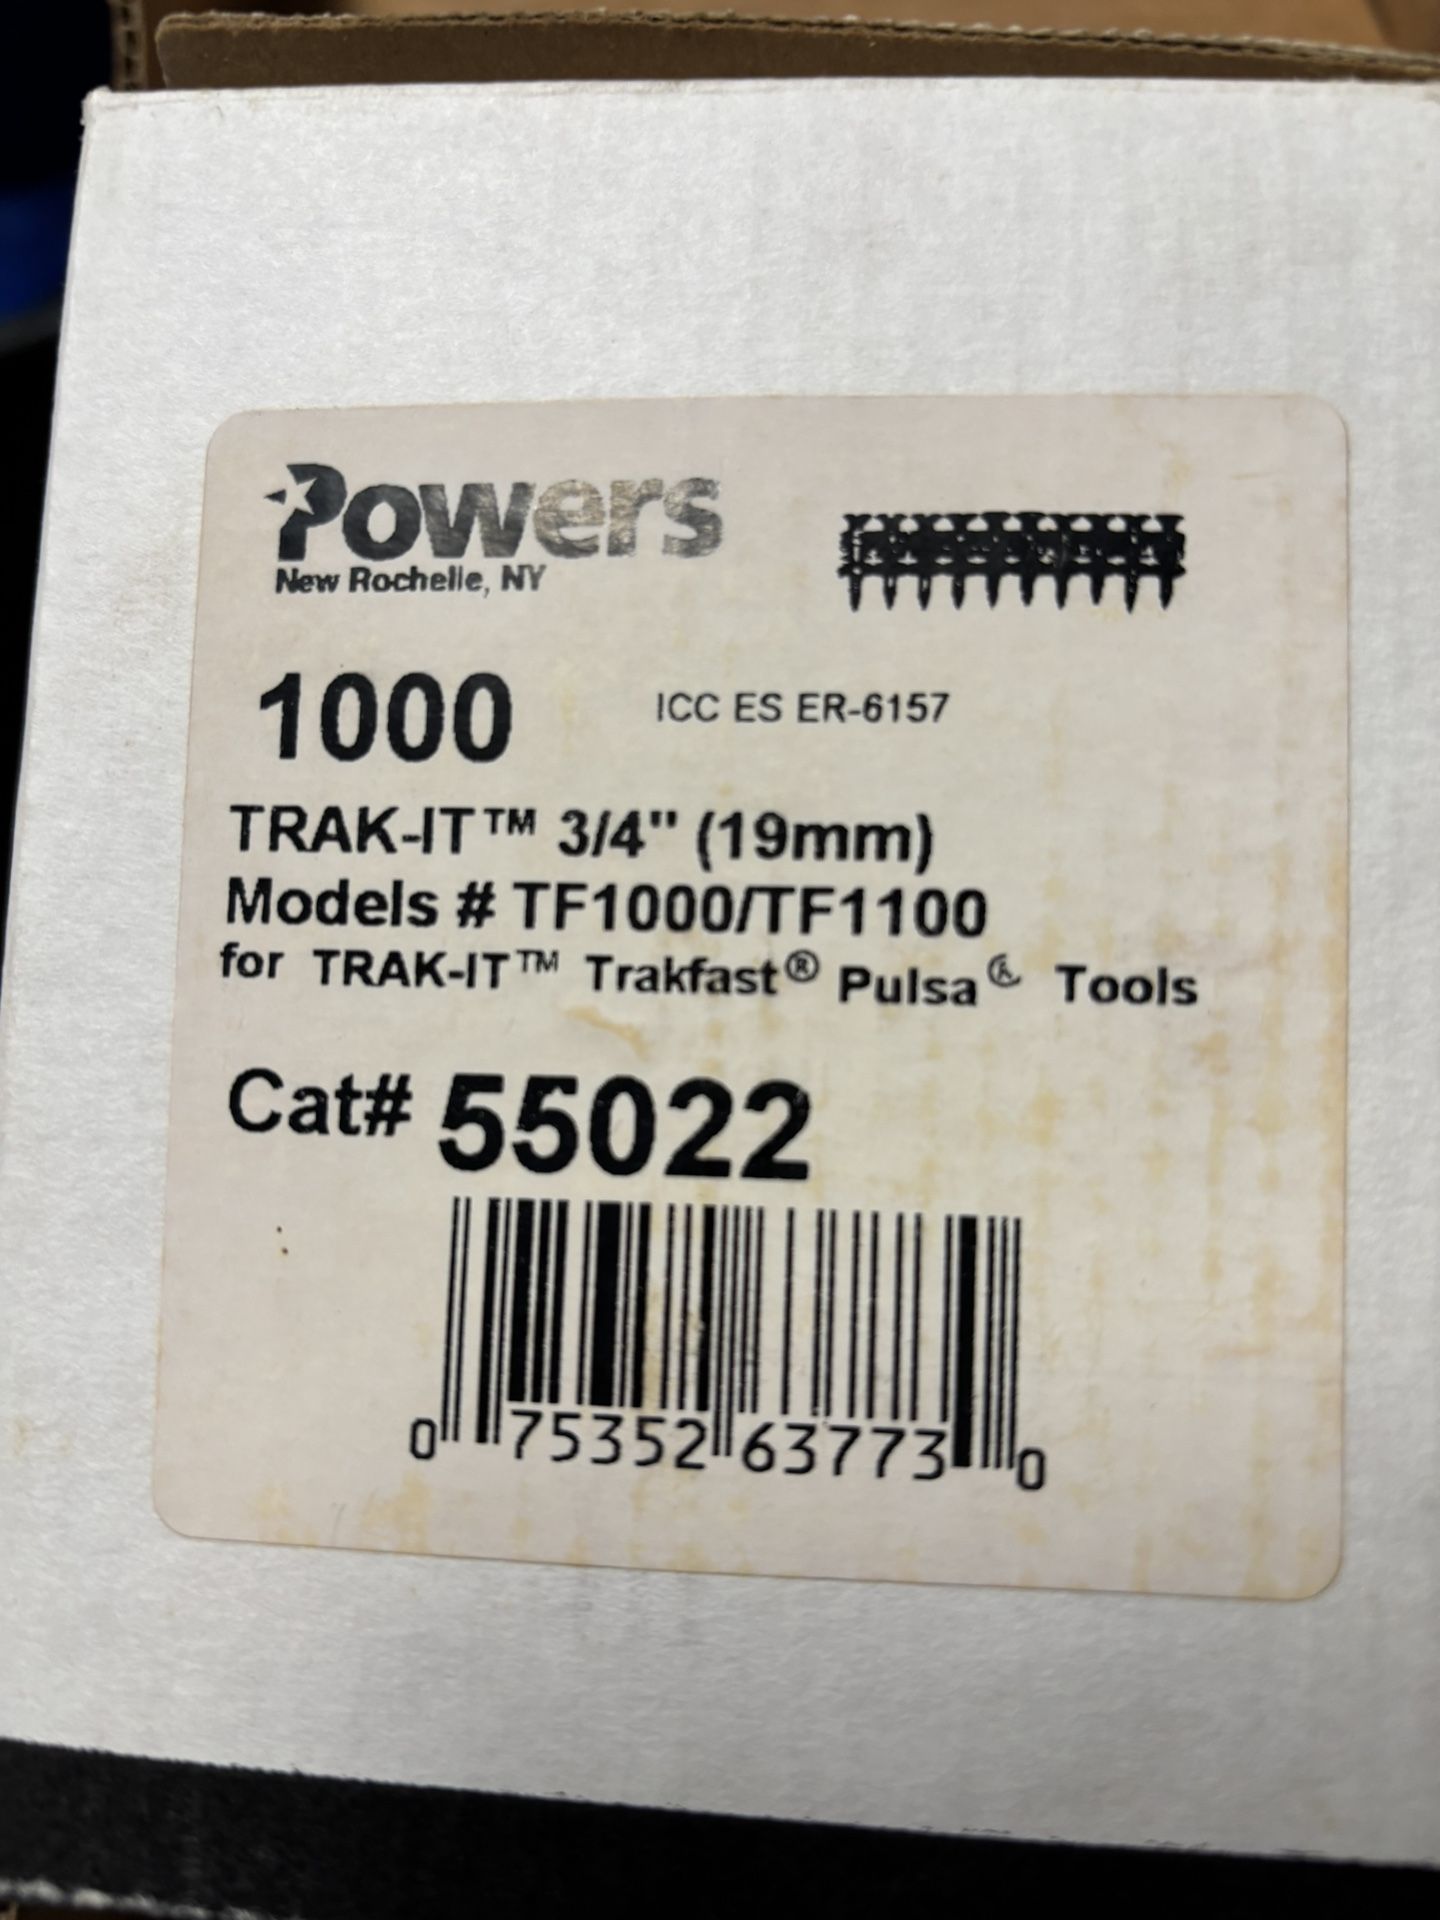 Powers
New Rochelle, NY
1000 ICC ES ER-6157
TRAK-IT™ 3/4" (19mm)
Models # TF1000/TF1100
for TRAK-IT™ Trakfast® Pulsa® Tools
Cat# 55022
0 75352 63773 0